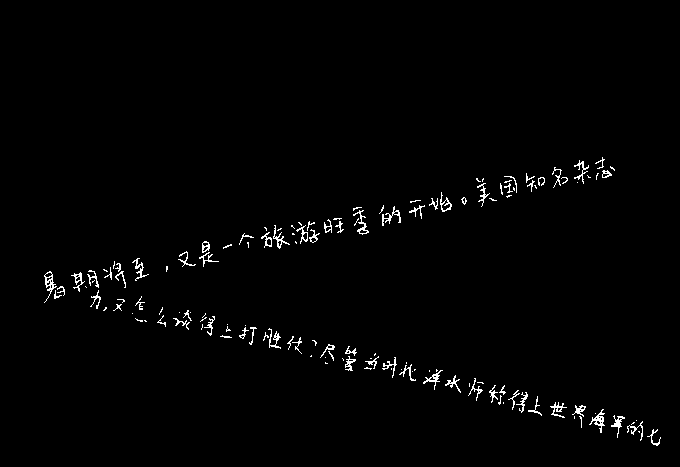 暑期将至，又是一个旅游旺季的开始。美国知名杂志
力，又怎么谈得上打胜仗？尽管当时北洋水师称得上世界海军的七